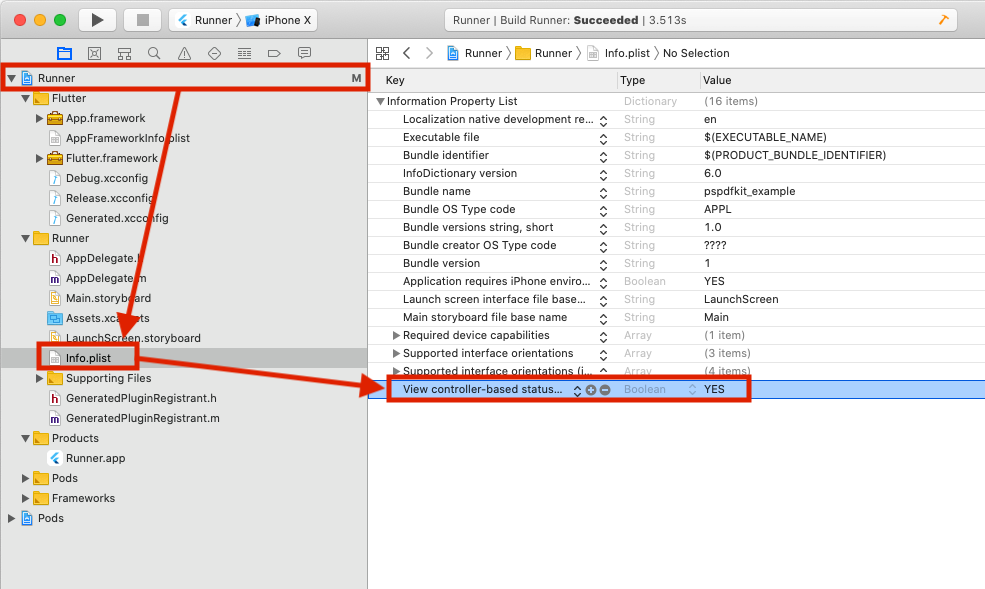 Runner iPhone X
Runner | Build Runner: Succeeded | 3.513s
Runner Runner Info.plist No Selection
Runner M
Flutter
App.framework
AppFrameworkInfo.plist
Flutter.framework
Debug.xcconfig
Release.xcconfig
Generated.xcconfig
Runner
AppDelegate.h
AppDelegate.m
Main.storyboard
Assets.xcassets
LaunchScreen.storyboard
Info.plist
Supporting Files
GeneratedPluginRegistrant.h
GeneratedPluginRegistrant.m
Products
Runner.app
Pods
Frameworks
Pods
Key Type Value
Information Property List Dictionary (16 items)
Localization native development re... String en
Executable file String $(EXECUTABLE_NAME)
Bundle identifier String $(PRODUCT_BUNDLE_IDENTIFIER)
InfoDictionary version String 6.0
Bundle name String pspdfkit_example
Bundle OS Type code String APPL
Bundle versions string, short String 1.0
Bundle creator OS Type code String ????
Bundle version String 1
Application requires iPhone enviro... Boolean YES
Launch screen interface file base... String LaunchScreen
Main storyboard file base name String Main
Required device capabilities Array (1 item)
Supported interface orientations Array (3 items)
Supported interface orientations (i... Array (4 items)
View controller-based status... Boolean YES